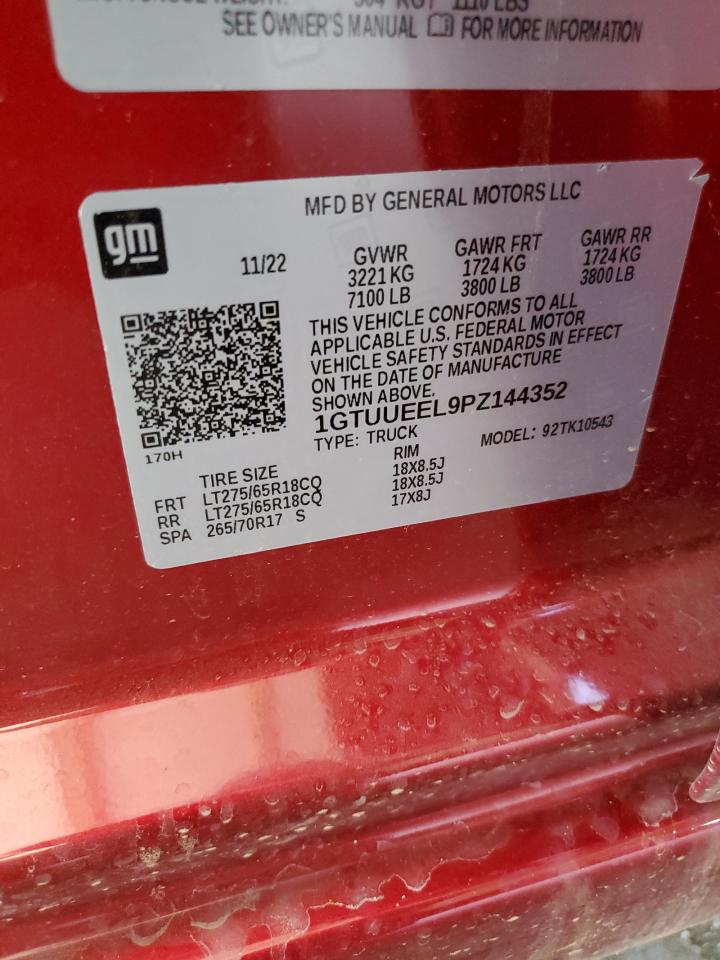 SEE OWNER'S MANUAL FOR MORE INFORMATION
MFD BY GENERAL MOTORS LLC
gm
11/22
GVWR
3221 KG
7100 LB
GAWR FRT
1724 KG
3800 LB
GAWR RR
1724 KG
3800 LB
THIS VEHICLE CONFORMS TO ALL
APPLICABLE U.S. FEDERAL MOTOR
VEHICLE SAFETY STANDARDS IN EFFECT
ON THE DATE OF MANUFACTURE
SHOWN ABOVE.
1GTUUEEL9PZ144352
TYPE: TRUCK
MODEL: 92TK10543
170H
TIRE SIZE RIM
FRT LT275/65R18CQ 18X8.5J
RR LT275/65R18CQ 18X8.5J
SPA 265/70R17 S 17X8J